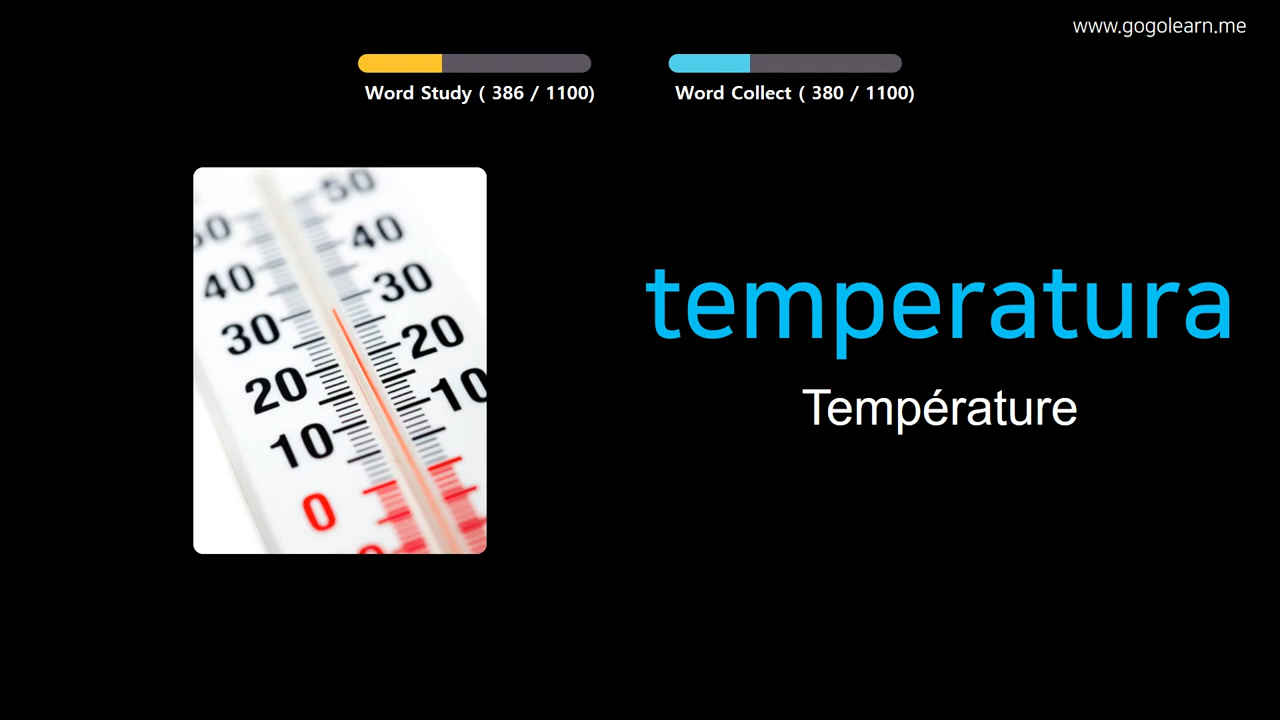 www.gogolearn.me
Word Study ( 386 / 1100)
Word Collect ( 380 / 1100)
50
50
40
40
30
30
20
20
10
10
0
temperatura
Température